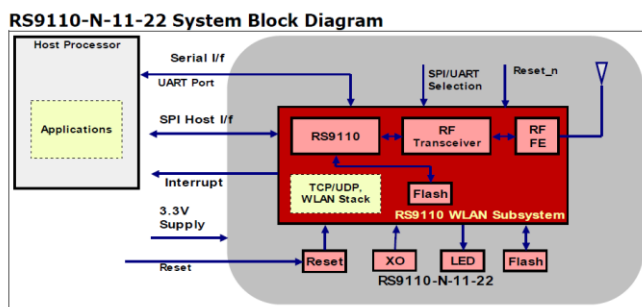 RS9110-N-11-22 System Block Diagram
Host Processor
Applications
Serial I/f
UART Port
SPI Host I/f
Interrupt
3.3V
Supply
Reset
SPI/UART
Selection
Reset_n
RS9110
RF
Transceiver
RF
FE
TCP/UDP,
WLAN Stack
Flash
RS9110 WLAN Subsystem
Reset
XO
LED
Flash
RS9110-N-11-22